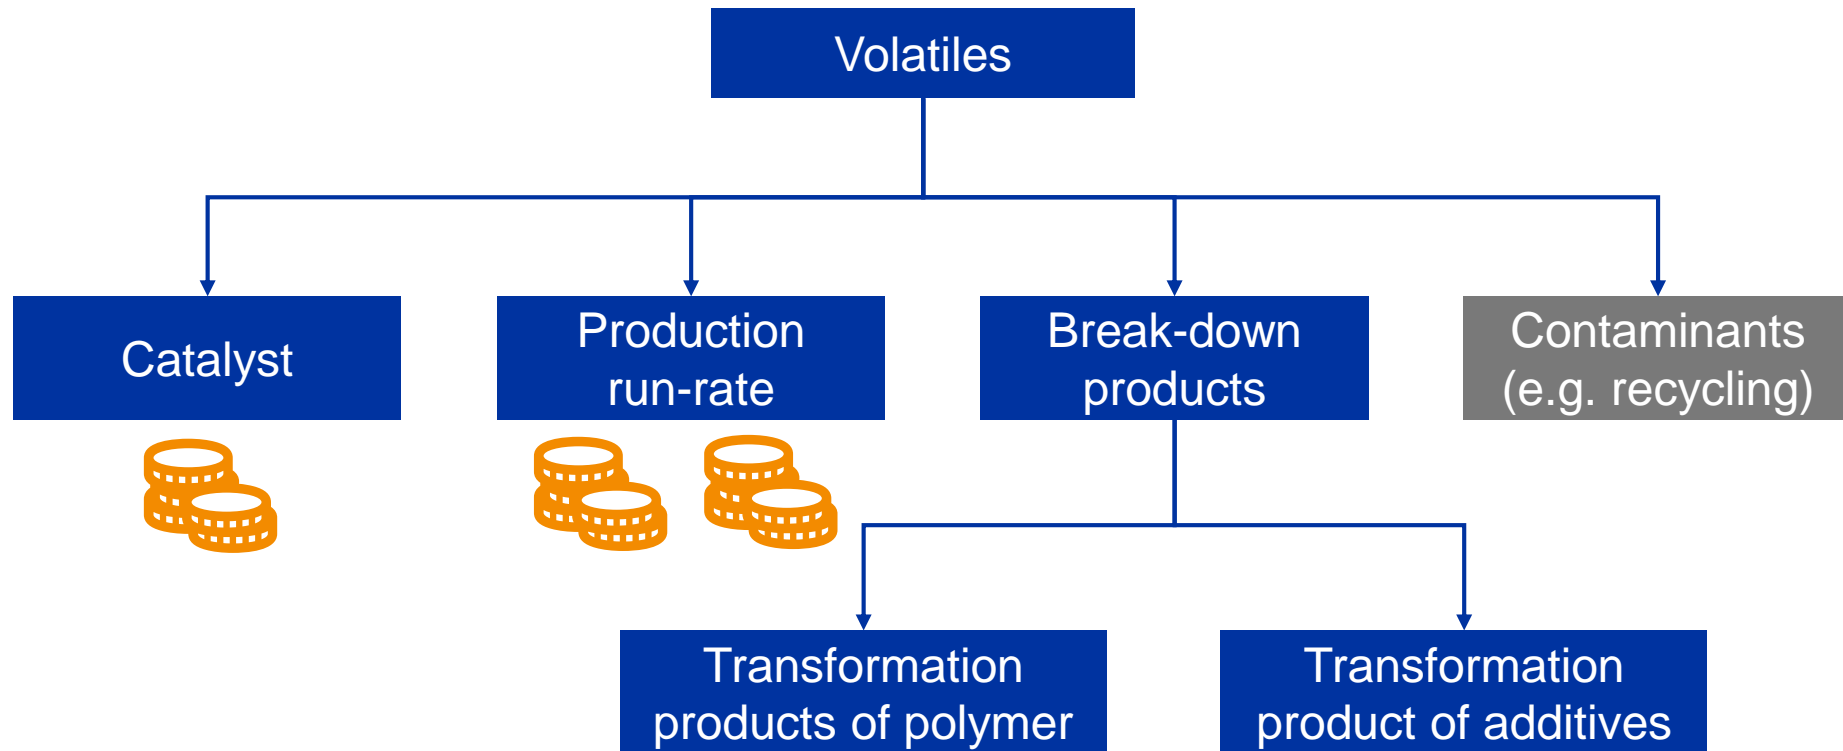 Volatiles
Catalyst
Production
run-rate
Break-down
products
Contaminants
(e.g. recycling)
Transformation
products of polymer
Transformation
product of additives